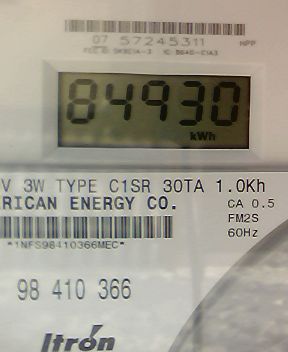 07 57245311 MPP
84930
kWh
V 3W TYPE C1SR 30TA 1.0Kh
RICAN ENERGY CO. CA 0.5
FM2S
60Hz
*1NFS98410366MEC*
98 410 366
Itron